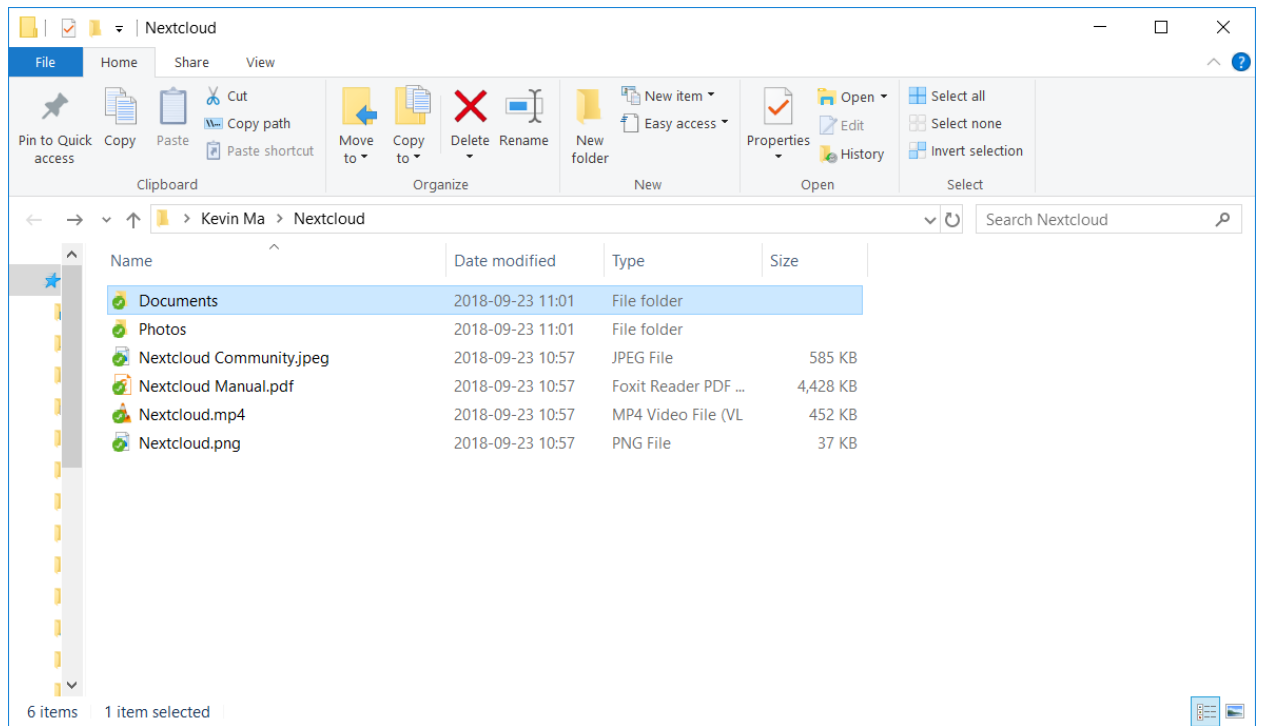 Nextcloud
File Home Share View
Pin to Quick access
Copy
Paste
Cut
Copy path
Paste shortcut
Clipboard
Move to
Copy to
Delete
Rename
Organize
New folder
New item
Easy access
New
Properties
Open
Edit
History
Open
Select all
Select none
Invert selection
Select
Kevin Ma > Nextcloud
Search Nextcloud
Name Date modified Type Size
Documents 2018-09-23 11:01 File folder
Photos 2018-09-23 11:01 File folder
Nextcloud Community.jpeg 2018-09-23 10:57 JPEG File 585 KB
Nextcloud Manual.pdf 2018-09-23 10:57 Foxit Reader PDF ... 4,428 KB
Nextcloud.mp4 2018-09-23 10:57 MP4 Video File (VL 452 KB
Nextcloud.png 2018-09-23 10:57 PNG File 37 KB
6 items 1 item selected